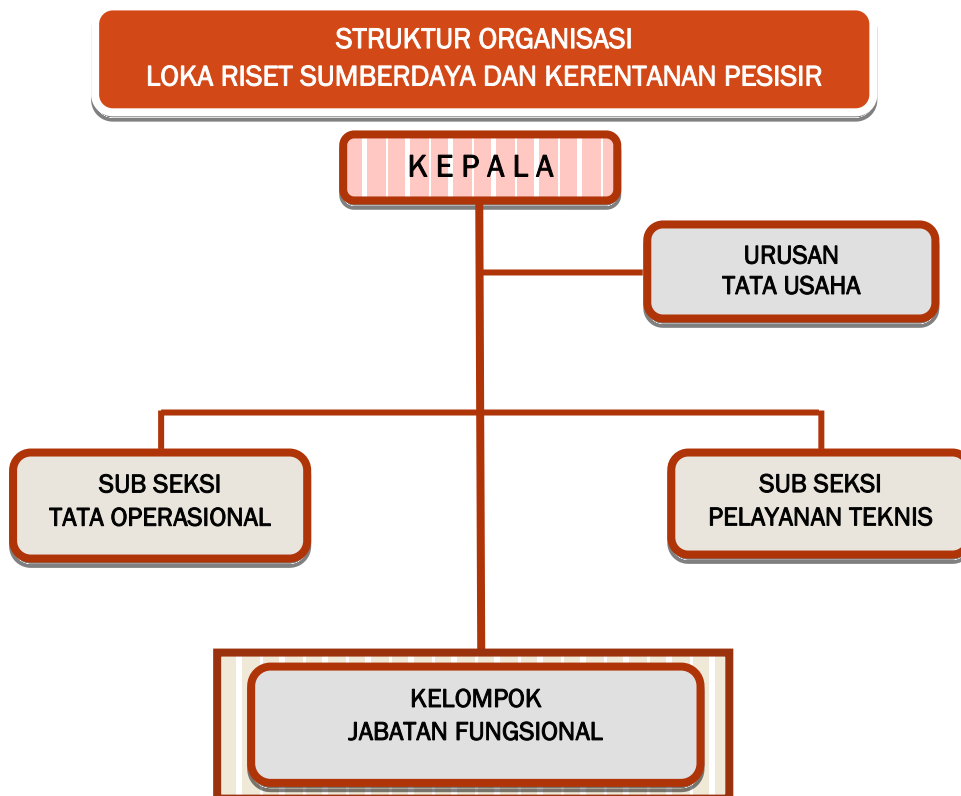 STRUKTUR ORGANISASI
LOKA RISET SUMBERDAYA DAN KERENTANAN PESISIR
K E P A L A
URUSAN
TATA USAHA
SUB SEKSI
TATA OPERASIONAL
SUB SEKSI
PELAYANAN TEKNIS
KELOMPOK
JABATAN FUNGSIONAL